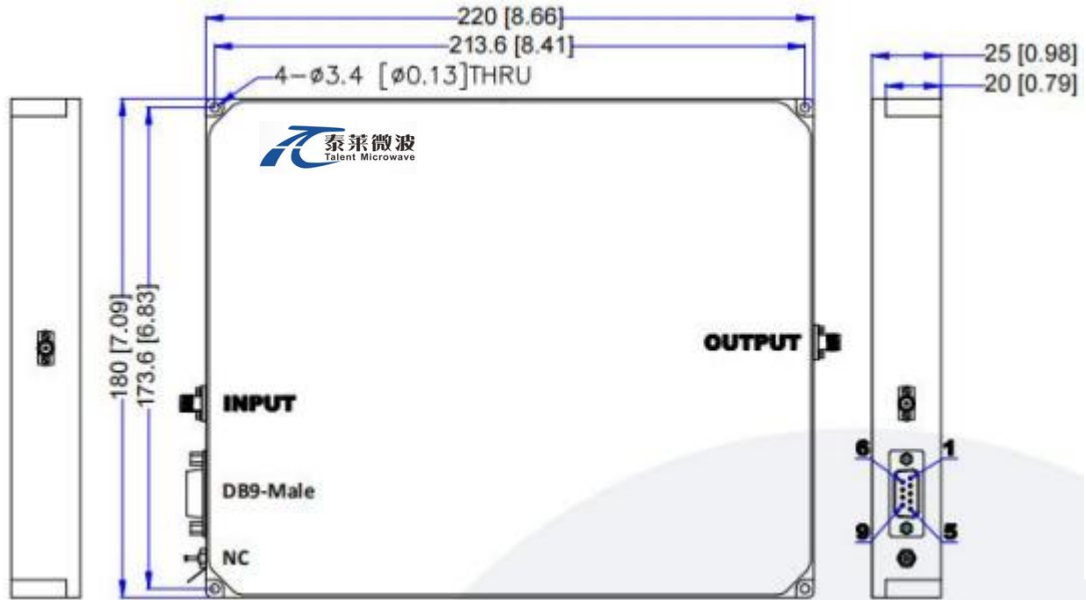 220 [8.66]
213.6 [8.41]
4-ø3.4 [ø0.13]THRU
25 [0.98]
20 [0.79]
泰莱微波
Talent Microwave
180 [7.09]
173.6 [6.83]
OUTPUT
INPUT
DB9-Male
NC
6
1
9
5